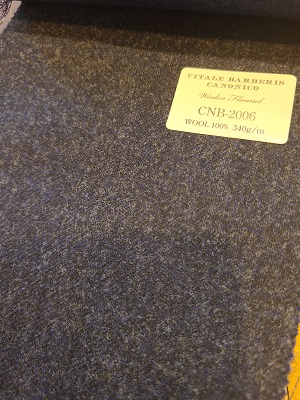 VITALE BARBERIS
CANONICO
Woolen Flannel
CNB-2006
WOOL 100% 340g/m